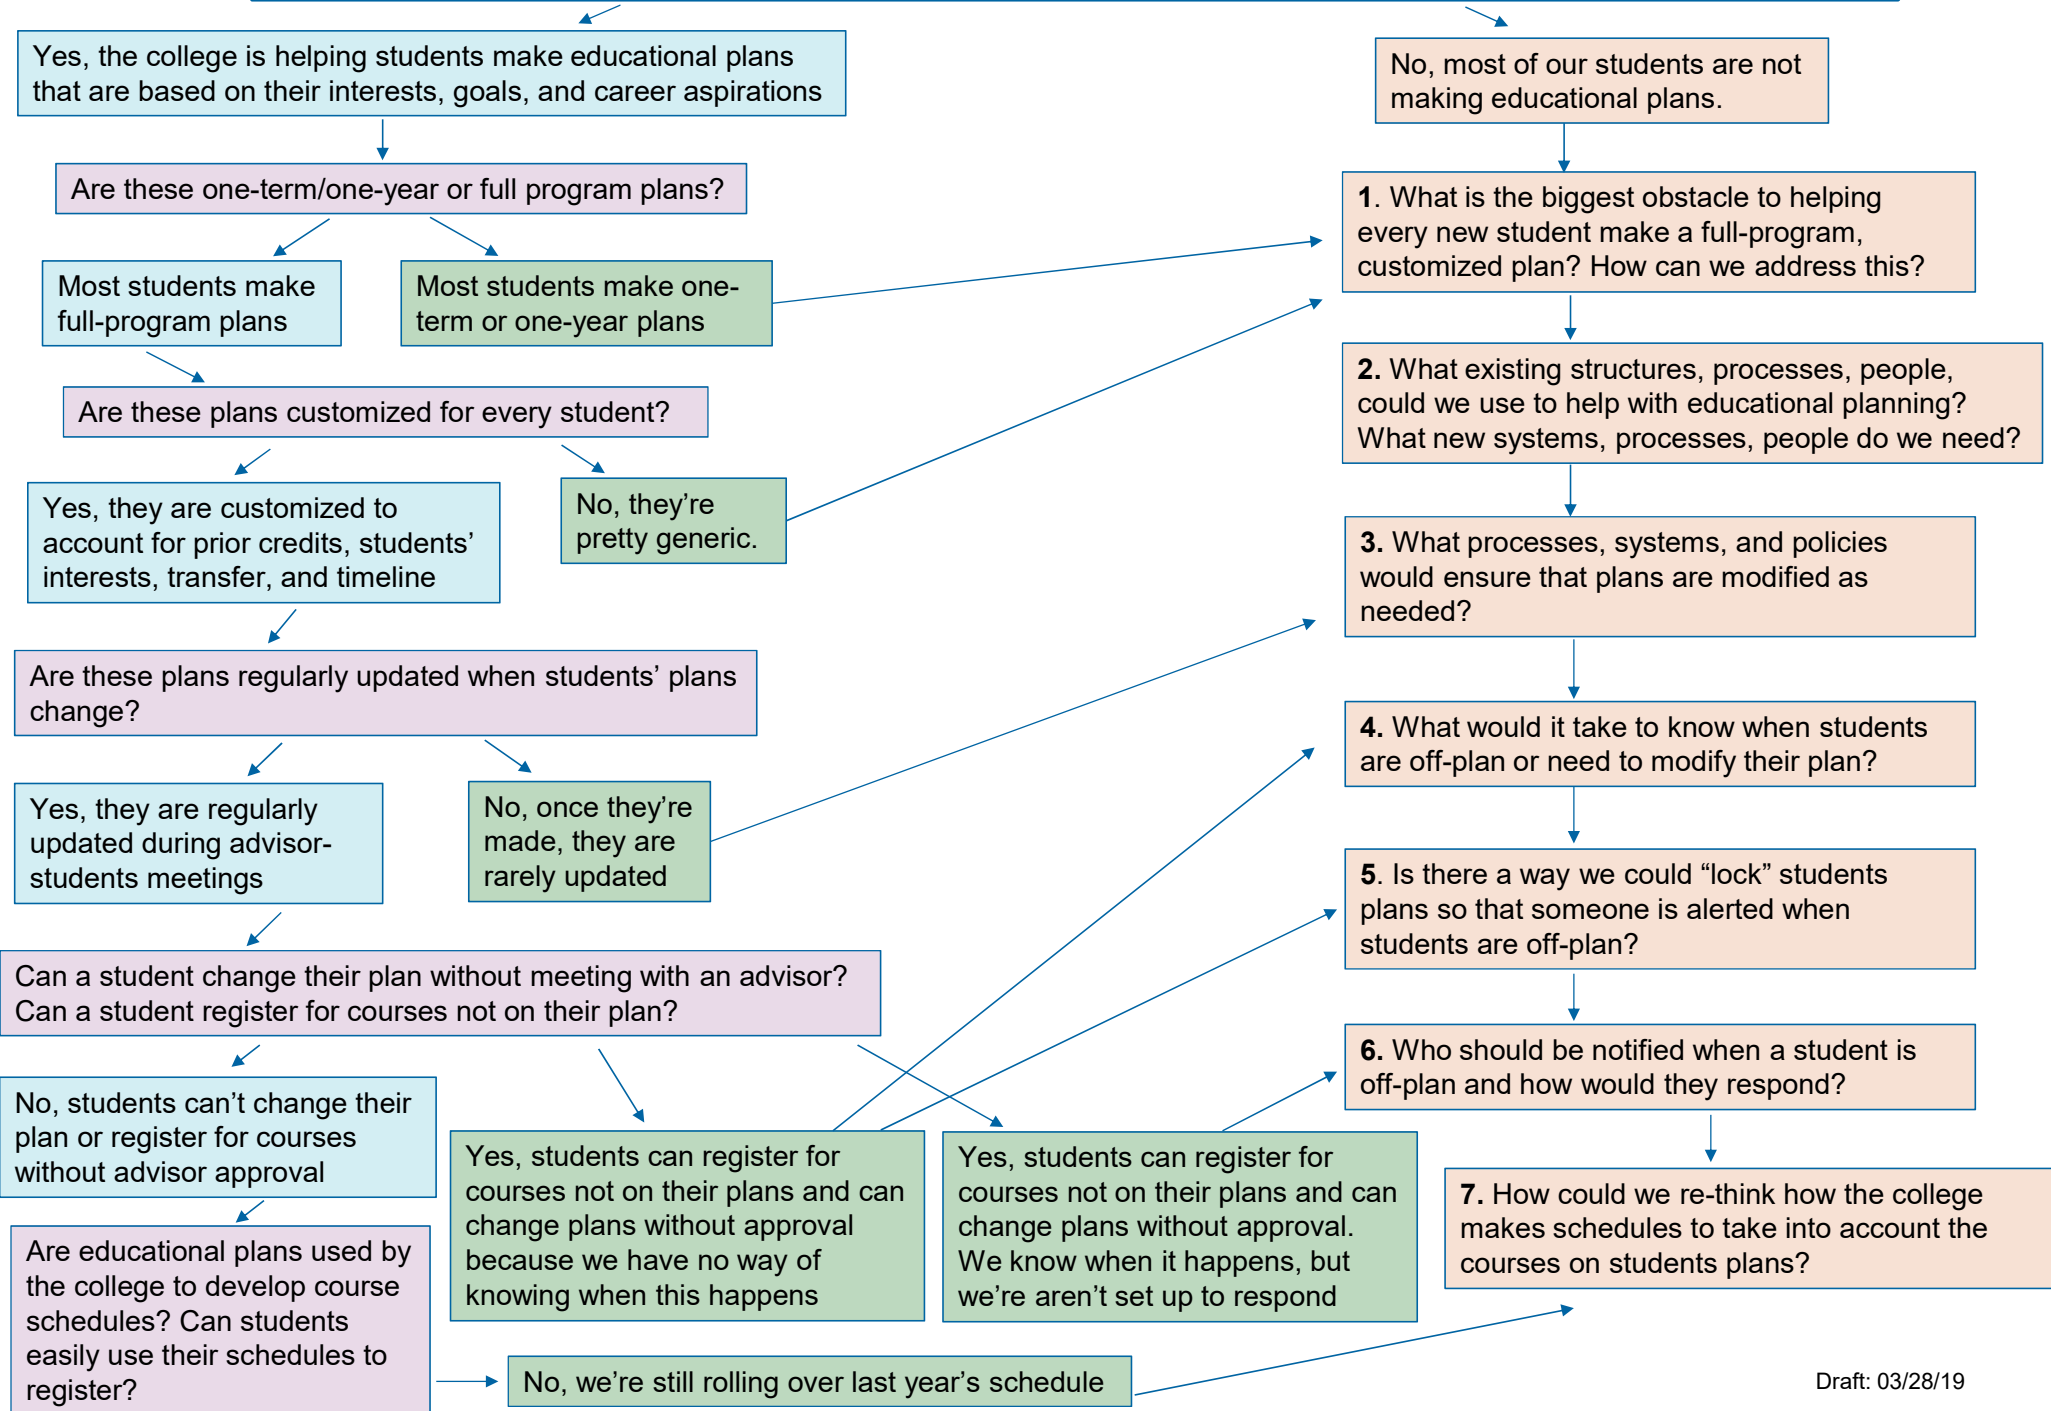 Yes, the college is helping students make educational plans
that are based on their interests, goals, and career aspirations
No, most of our students are not
making educational plans.
Are these one-term/one-year or full program plans?
Most students make
full-program plans
Most students make one-
term or one-year plans
Are these plans customized for every student?
Yes, they are customized to
account for prior credits, students’
interests, transfer, and timeline
No, they’re
pretty generic.
Are these plans regularly updated when students’ plans
change?
Yes, they are regularly
updated during advisor-
students meetings
No, once they’re
made, they are
rarely updated
Can a student change their plan without meeting with an advisor?
Can a student register for courses not on their plan?
No, students can’t change their
plan or register for courses
without advisor approval
Yes, students can register for
courses not on their plans and can
change plans without approval
because we have no way of
knowing when this happens
Yes, students can register for
courses not on their plans and can
change plans without approval.
We know when it happens, but
we’re aren’t set up to respond
Are educational plans used by
the college to develop course
schedules? Can students
easily use their schedules to
register?
No, we’re still rolling over last year’s schedule
1. What is the biggest obstacle to helping
every new student make a full-program,
customized plan? How can we address this?
2. What existing structures, processes, people,
could we use to help with educational planning?
What new systems, processes, people do we need?
3. What processes, systems, and policies
would ensure that plans are modified as
needed?
4. What would it take to know when students
are off-plan or need to modify their plan?
5. Is there a way we could “lock” students
plans so that someone is alerted when
students are off-plan?
6. Who should be notified when a student is
off-plan and how would they respond?
7. How could we re-think how the college
makes schedules to take into account the
courses on students plans?
Draft: 03/28/19